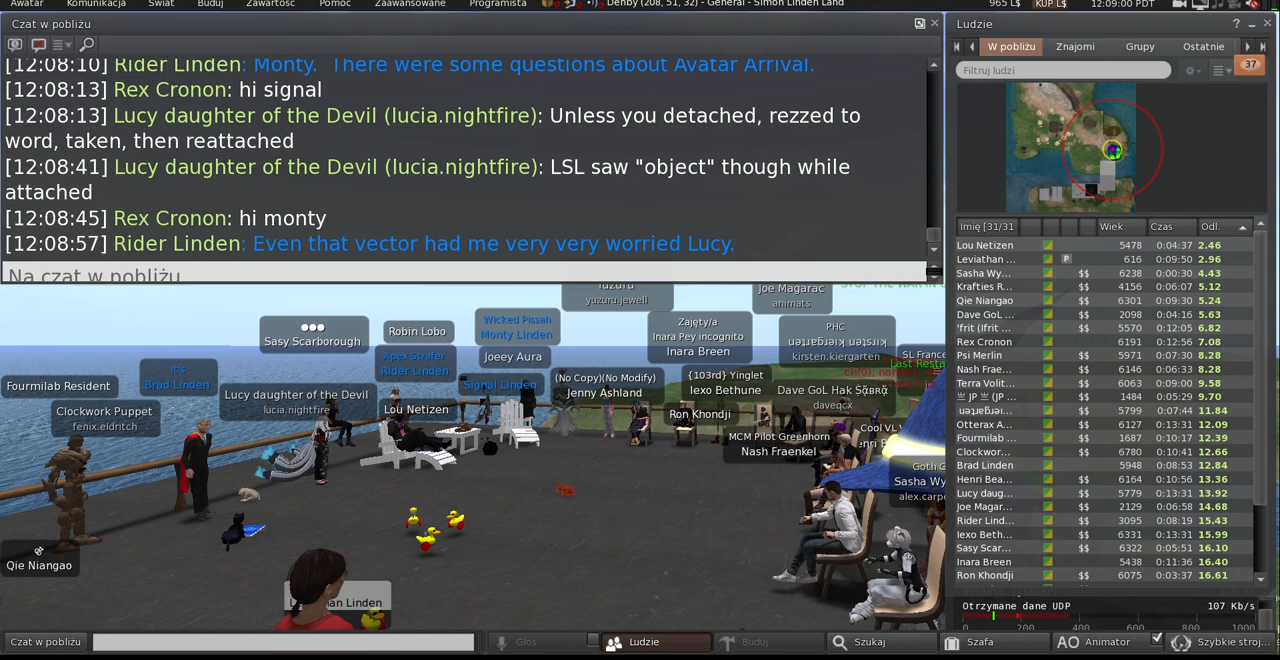 Awatar Komunikacja Świat Buduj Zawartość Pomoc Zaawansowane Programista
Denby (208, 51, 32) - General - Simon Linden Land
965 L$ KUP L$ 12:09:00 PDT
Czat w pobliżu
[12:08:10] Rider Linden: Monty. There were some questions about Avatar Arrival.
[12:08:13] Rex Cronon: hi signal
[12:08:13] Lucy daughter of the Devil (lucia.nightfire): Unless you detached, rezzed to
word, taken, then reattached
[12:08:41] Lucy daughter of the Devil (lucia.nightfire): LSL saw "object" though while
attached
[12:08:45] Rex Cronon: hi monty
[12:08:57] Rider Linden: Even that vector had me very very worried Lucy.
Na czat w pobliżu
yuzuru.jewell
Joe Magarac
animats
●●●
Sasy Scarborough
Robin Lobo
Wicked Pissah
Monty Linden
Zajęty/a
Inara Pey incognito
Inara Breen
PHC
kirsten.kiergarten
SL France
Last Resta
It's
Brad Linden
Apex Strafer
Rider Linden
Joeey Aura
Signal Linden
Fourmilab Resident
Clockwork Puppet
fenix.eldritch
Lucy daughter of the Devil
lucia.nightfire
Lou Netizen
(No Copy)(No Modify)
Jenny Ashland
{103rd} Yinglet
Iexo Bethune
Dave GoL Hak
daveqcx
Ron Khondji
MCM Pilot Greenhorn
Nash Fraenkel
Cool VL V
enri B
Goth G
Sasha Wy
alex.carpe
Qie Niangao
Linden
Ludzie
W pobliżu Znajomi Grupy Ostatnie
Filtruj ludzi
37
Imię [31/31 Wiek Czas Odl.
Lou Netizen 5478 0:04:37 2.46
Leviathan ... P 616 0:09:50 2.96
Sasha Wy... $$ 6238 0:00:30 4.43
Krafties R... $$ 4156 0:06:07 5.12
Qie Niangao $$ 6301 0:09:30 5.24
Dave GoL ... $$ 2098 0:04:16 5.63
'frit (Ifrit ... $$ 5570 0:12:05 6.82
Rex Cronon 6191 0:12:56 7.08
Psi Merlin $$ 5971 0:07:30 8.28
Nash Frae... $$ 6146 0:06:33 8.28
Terra Volit... $$ 6063 0:09:00 9.58
亖 JP 亖 (JP ... $$ 1484 0:05:29 9.70
$$ 5799 0:07:44 11.84
Otterax A... $$ 6127 0:13:31 12.09
Fourmilab ... $$ 1687 0:10:17 12.39
Clockwor... $$ 6780 0:10:41 12.66
Brad Linden 5948 0:08:53 12.84
Henri Bea... $$ 6164 0:10:56 13.36
Lucy daug... $$ 5779 0:13:31 13.92
Joe Magar... $$ 2129 0:06:58 14.68
Rider Lind... $$ 3095 0:08:19 15.43
Iexo Beth... $$ 6331 0:13:31 15.99
Sasy Scar... $$ 6322 0:05:51 16.10
Inara Breen 5438 0:11:36 16.40
Ron Khondji $$ 6075 0:03:37 16.61
Otrzymane dane UDP 107 Kb/s
0 200 400 600 800 1000
Czat w pobliżu Głos Ludzie Buduj Szukaj Szafa AO Animator Szybkie stroj...